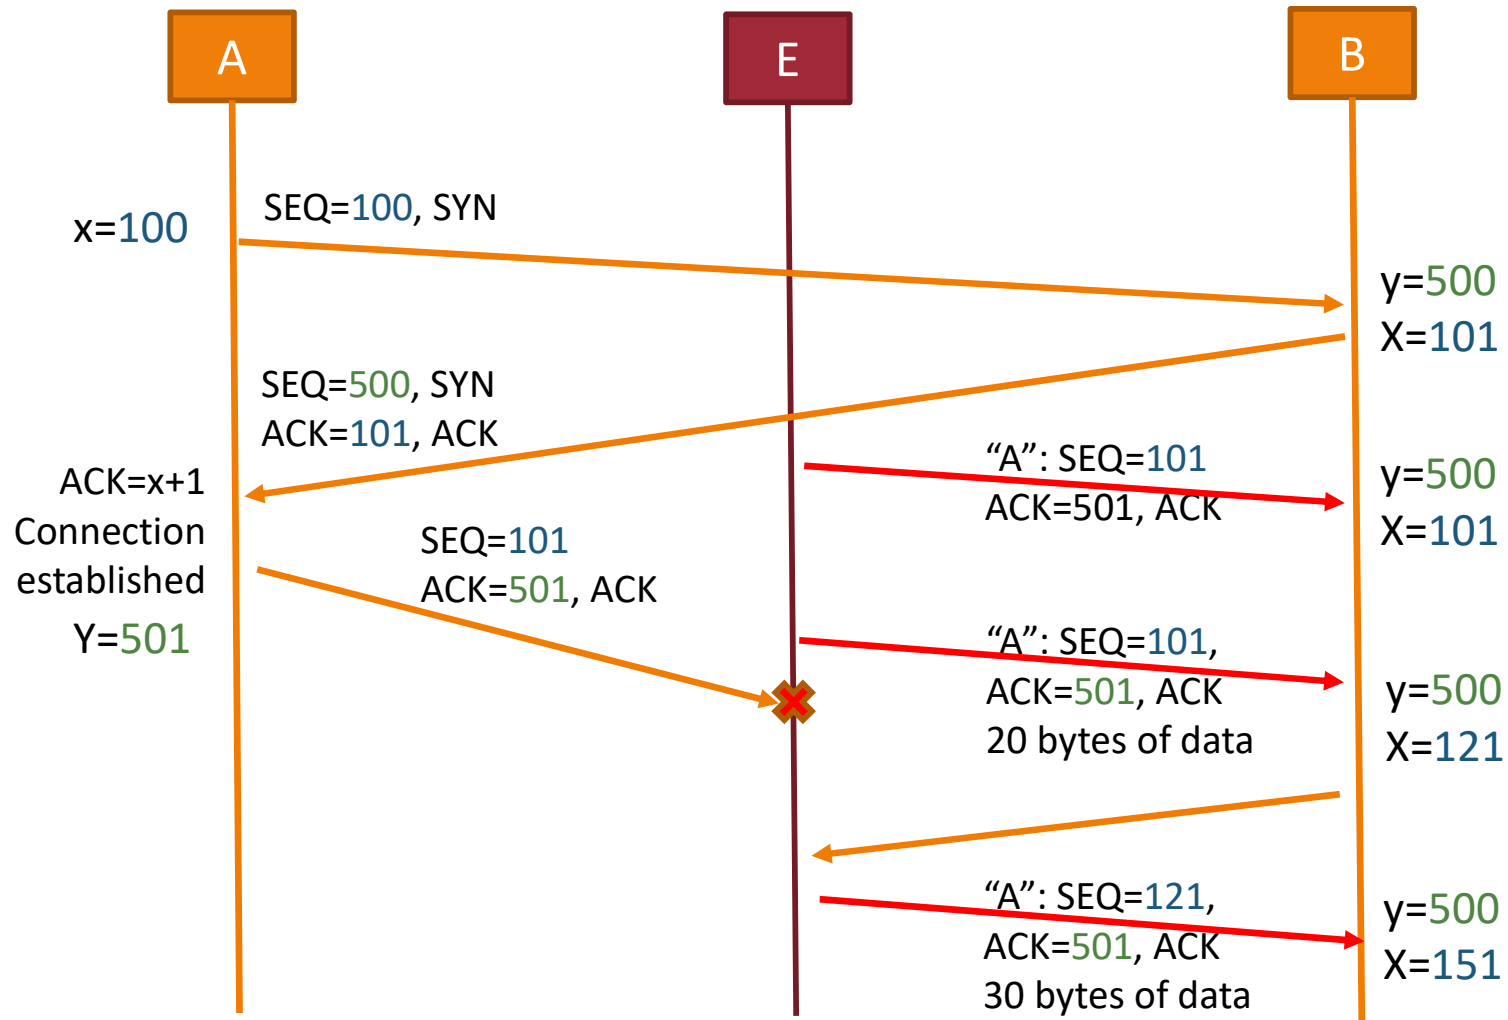 A
E
B
x=100
SEQ=100, SYN
y=500
X=101
SEQ=500, SYN
ACK=101, ACK
ACK=x+1
Connection
established
Y=501
“A”: SEQ=101
ACK=501, ACK
y=500
X=101
SEQ=101
ACK=501, ACK
“A”: SEQ=101,
ACK=501, ACK
20 bytes of data
y=500
X=121
“A”: SEQ=121,
ACK=501, ACK
30 bytes of data
y=500
X=151